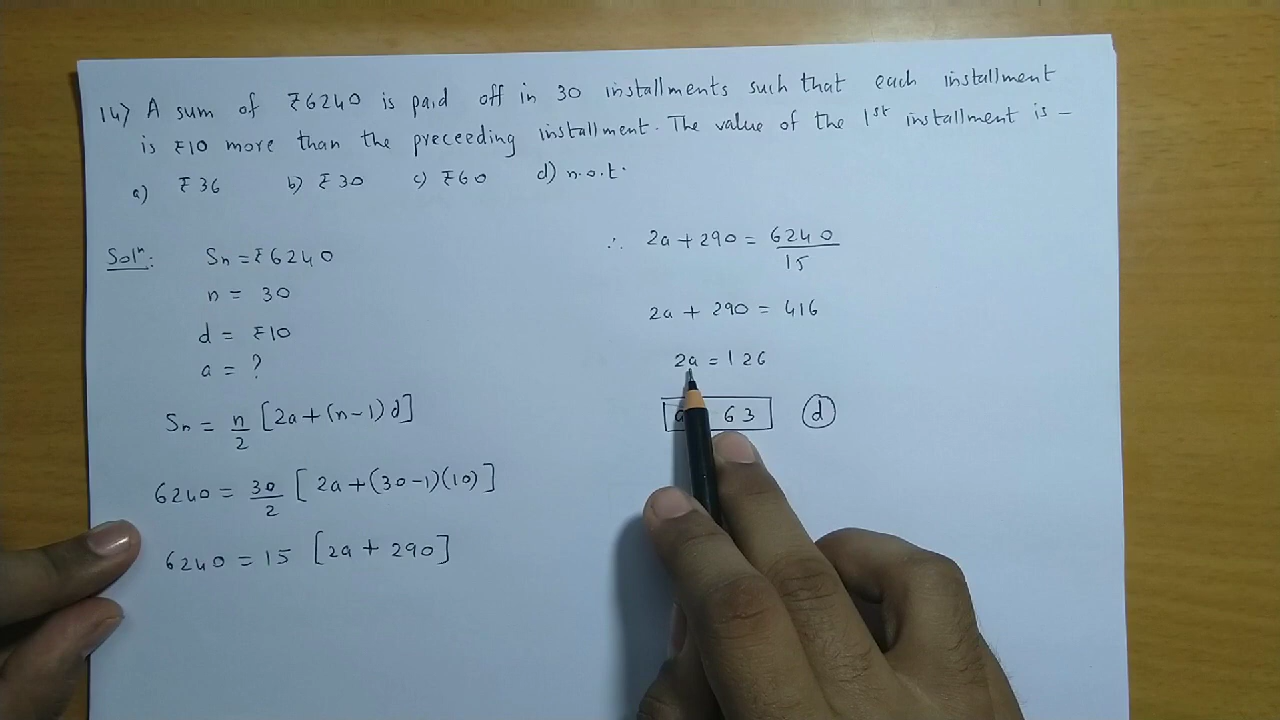 14) A sum of ₹6240 is paid off in 30 installments such that each installment
is ₹10 more than the preceeding installment. The value of the 1st installment is –
a) ₹36 b) ₹30 c) ₹60 d) n.o.t.
Solⁿ: Sn = ₹6240
n = 30
d = ₹10
a = ?
Sn = n/2 [2a+(n-1)d]
6240 = 30/2 [2a+(30-1)(10)]
6240 = 15 [2a + 290]
∴ 2a + 290 = 6240/15
2a + 290 = 416
2a = 126
a 63 (d)